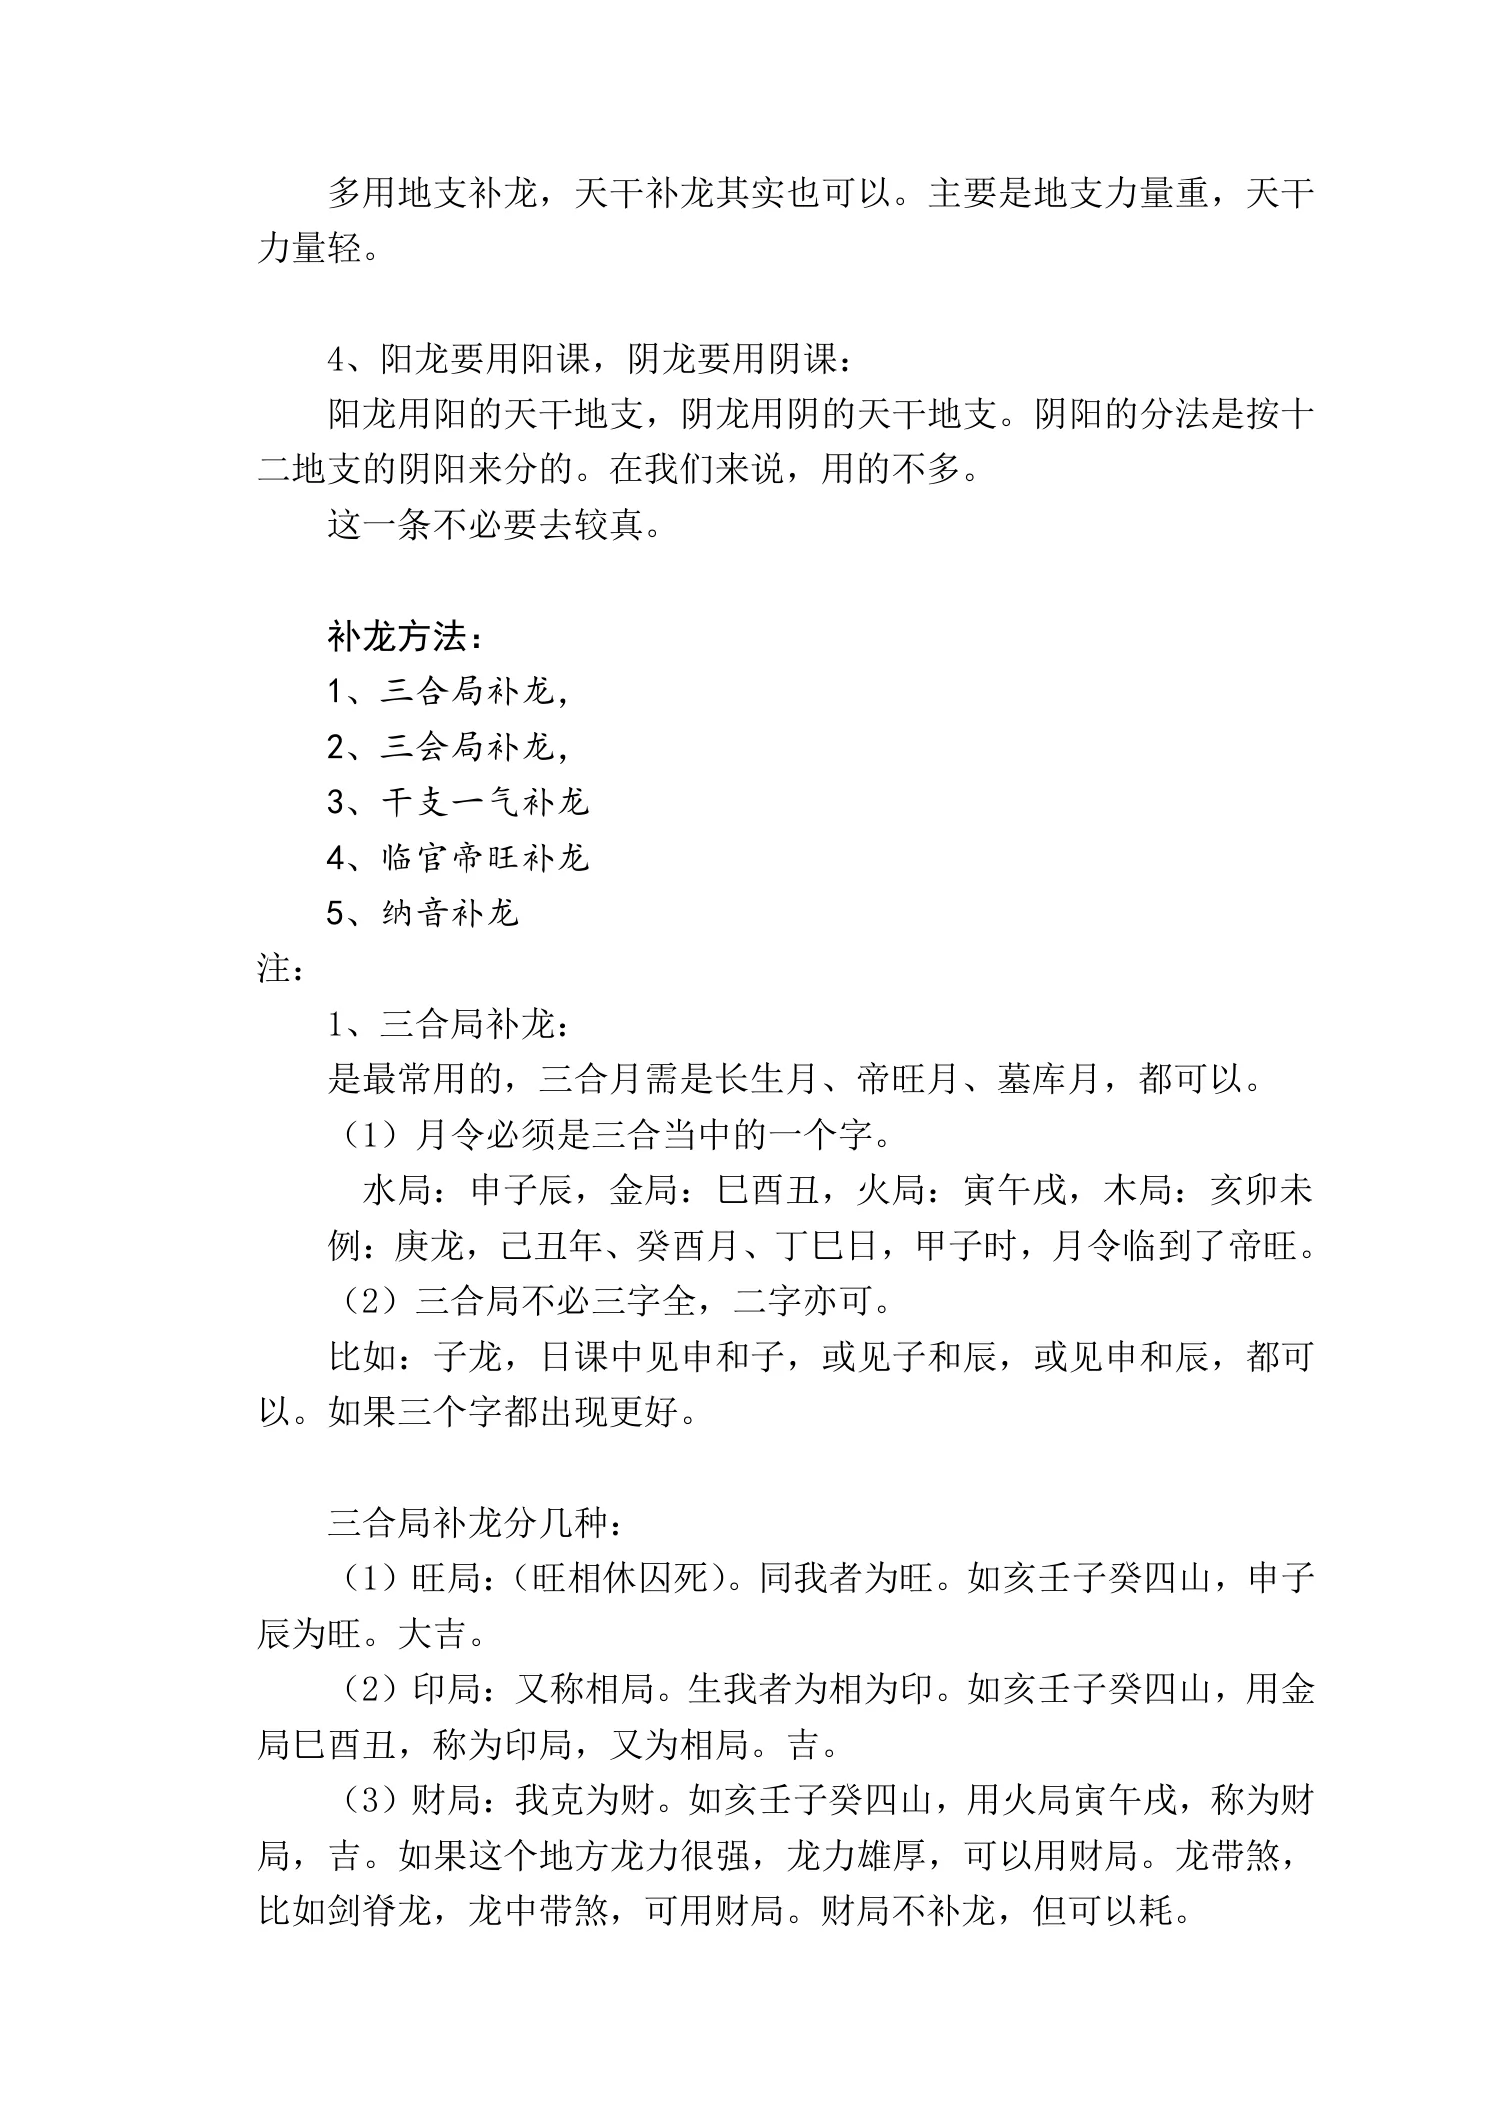 多用地支补龙，天干补龙其实也可以。主要是地支力量重，天干
力量轻。
4、阳龙要用阳课，阴龙要用阴课：
阳龙用阳的天干地支，阴龙用阴的天干地支。阴阳的分法是按十
二地支的阴阳来分的。在我们来说，用的不多。
这一条不必要去较真。
补龙方法：
1、三合局补龙，
2、三会局补龙，
3、干支一气补龙
4、临官帝旺补龙
5、纳音补龙
注：
1、三合局补龙：
是最常用的，三合月需是长生月、帝旺月、墓库月，都可以。
（1）月令必须是三合当中的一个字。
水局：申子辰，金局：巳酉丑，火局：寅午戌，木局：亥卯未
例：庚龙，己丑年、癸酉月、丁巳日，甲子时，月令临到了帝旺。
（2）三合局不必三字全，二字亦可。
比如：子龙，日课中见申和子，或见子和辰，或见申和辰，都可
以。如果三个字都出现更好。
三合局补龙分几种：
（1）旺局：（旺相休囚死）。同我者为旺。如亥壬子癸四山，申子
辰为旺。大吉。
（2）印局：又称相局。生我者为相为印。如亥壬子癸四山，用金
局巳酉丑，称为印局，又为相局。吉。
（3）财局：我克为财。如亥壬子癸四山，用火局寅午戌，称为财
局，吉。如果这个地方龙力很强，龙力雄厚，可以用财局。龙带煞，
比如剑脊龙，龙中带煞，可用财局。财局不补龙，但可以耗。